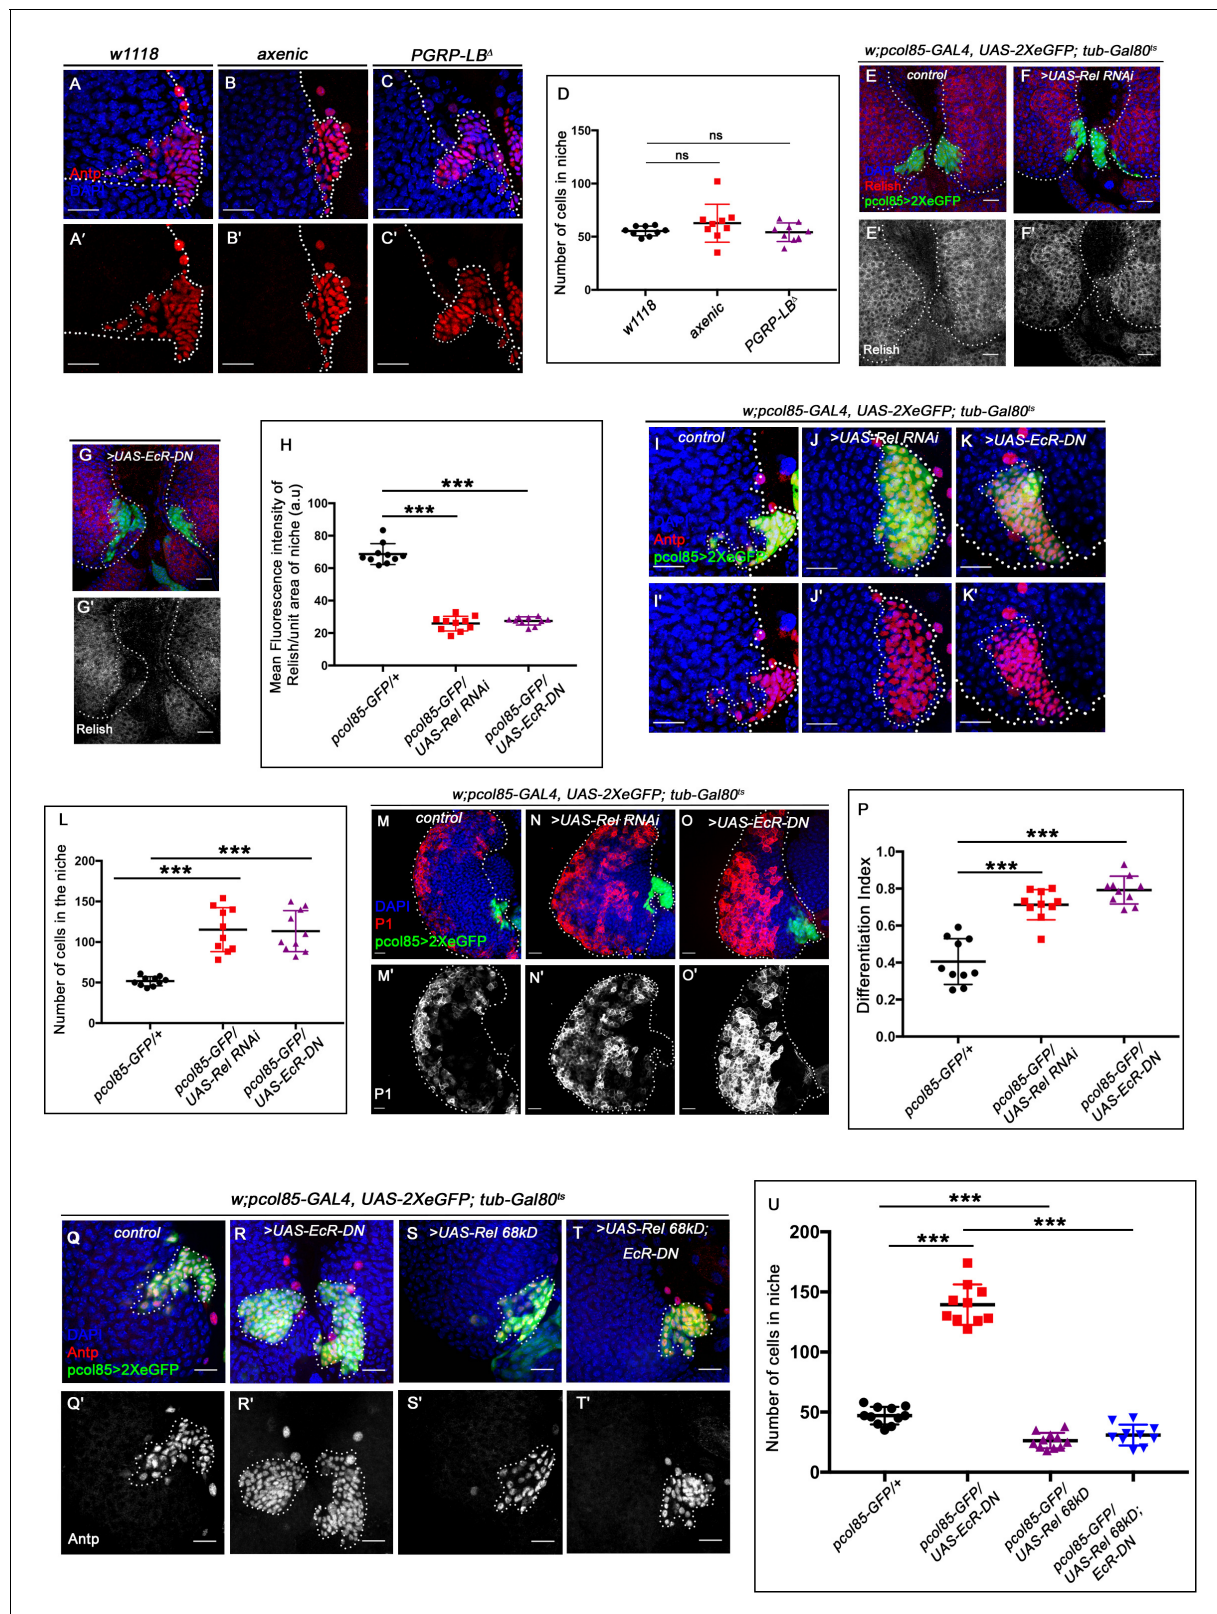 w1118
axenic
PGRP-LBΔ
A
B
C
Antp
DAPI
A'
B'
C'
D
Number of cells in niche
150
100
50
0
ns
ns
w1118
axenic
PGRP-LBΔ
w;pcol85-GAL4, UAS-2XeGFP; tub-Gal80ts
E
control
F
>UAS-Rel RNAi
DAPI
Relish
pcol85>2XeGFP
E'
F'
Relish
G
>UAS-EcR-DN
G'
Relish
H
Mean Fluorescence intensity of
Relish/unit area of niche (a.u)
100
80
60
40
20
0
***
***
pcol85-GFP/+
pcol85-GFP/
UAS-Rel RNAi
pcol85-GFP/
UAS-EcR-DN
w;pcol85-GAL4, UAS-2XeGFP; tub-Gal80ts
I
control
J
>UAS-Rel RNAi
K
>UAS-EcR-DN
DAPI
Antp
pcol85>2XeGFP
I'
J'
K'
L
Number of cells in the niche
200
150
100
50
0
***
***
pcol85-GFP/+
pcol85-GFP/
UAS-Rel RNAi
pcol85-GFP/
UAS-EcR-DN
w;pcol85-GAL4, UAS-2XeGFP; tub-Gal80ts
M
control
N
>UAS-Rel RNAi
O
>UAS-EcR-DN
DAPI
P1
pcol85>2XeGFP
M'
N'
O'
P1
P
Differentiation Index
1.0
0.8
0.6
0.4
0.2
0.0
***
***
pcol85-GFP/+
pcol85-GFP/
UAS-Rel RNAi
pcol85-GFP/
UAS-EcR-DN
w;pcol85-GAL4, UAS-2XeGFP; tub-Gal80ts
Q
control
R
>UAS-EcR-DN
S
>UAS-Rel 68kD
T
>UAS-Rel 68kD;
EcR-DN
DAPI
Antp
pcol85>2XeGFP
Q'
R'
S'
T'
Antp
U
Number of cells in niche
200
150
100
50
0
***
***
***
pcol85-GFP/+
pcol85-GFP/
UAS-EcR-DN
pcol85-GFP/
UAS-Rel 68kD
pcol85-GFP/
UAS-Rel 68kD;
EcR-DN